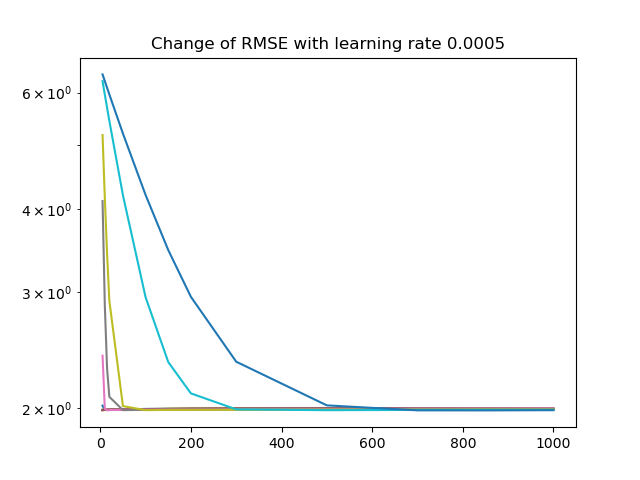 Change of RMSE with learning rate 0.0005
6 × 10⁰
4 × 10⁰
3 × 10⁰
2 × 10⁰
0 200 400 600 800 1000